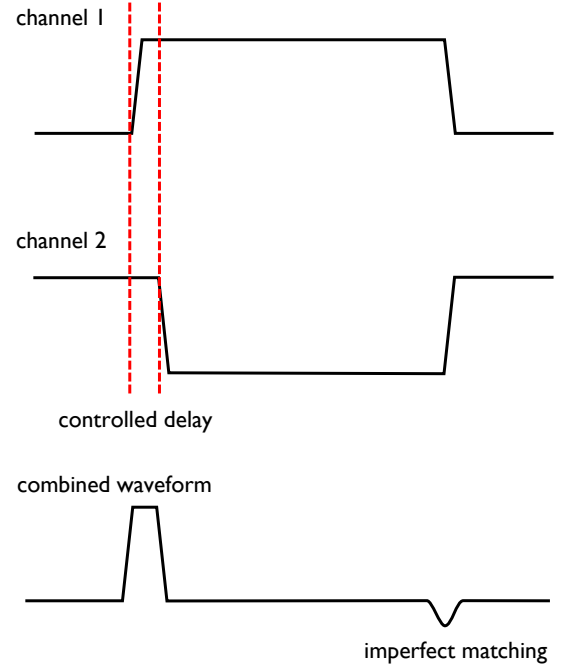 channel 1
channel 2
controlled delay
combined waveform
imperfect matching